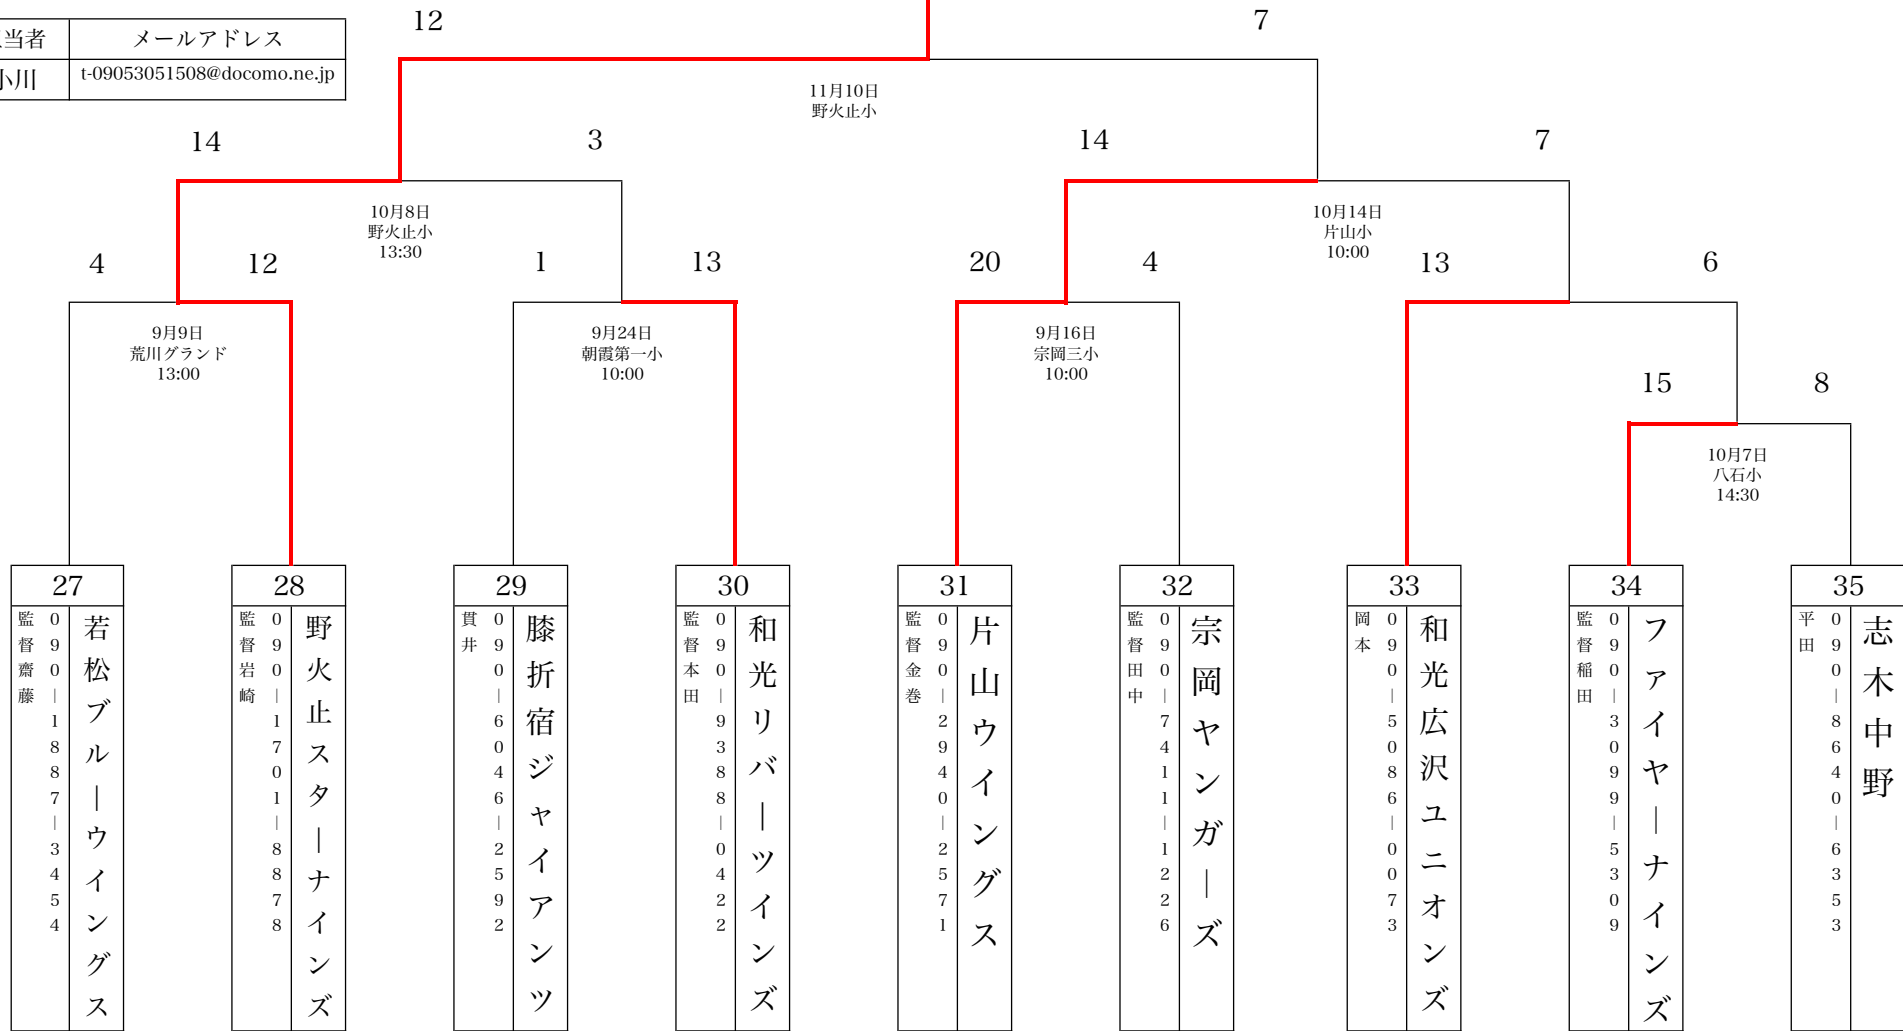 12
7
当者
メールアドレス
小川
t-09053051508@docomo.ne.jp
11月10日
野火止小
14
3
14
7
10月8日
野火止小
13:30
10月14日
片山小
10:00
4
12
1
13
20
4
13
6
9月9日
荒川グランド
13:00
9月24日
朝霞第一小
10:00
9月16日
宗岡三小
10:00
15
8
10月7日
八石小
14:30
27
若松ブルーウイングス
090-1887-3454
監督齋藤
28
野火止スターナインズ
090-1701-8878
監督岩崎
29
膝折宿ジャイアンツ
090-6046-2592
貫井
30
和光リバーツインズ
090-9388-0422
監督本田
31
片山ウイングス
090-2940-2571
監督金巻
32
宗岡ヤンガーズ
090-7411-1226
監督田中
33
和光広沢ユニオンズ
090-5086-0073
岡本
34
ファイヤーナインズ
090-3099-5309
監督稲田
35
志木中野
090-8640-6353
平田